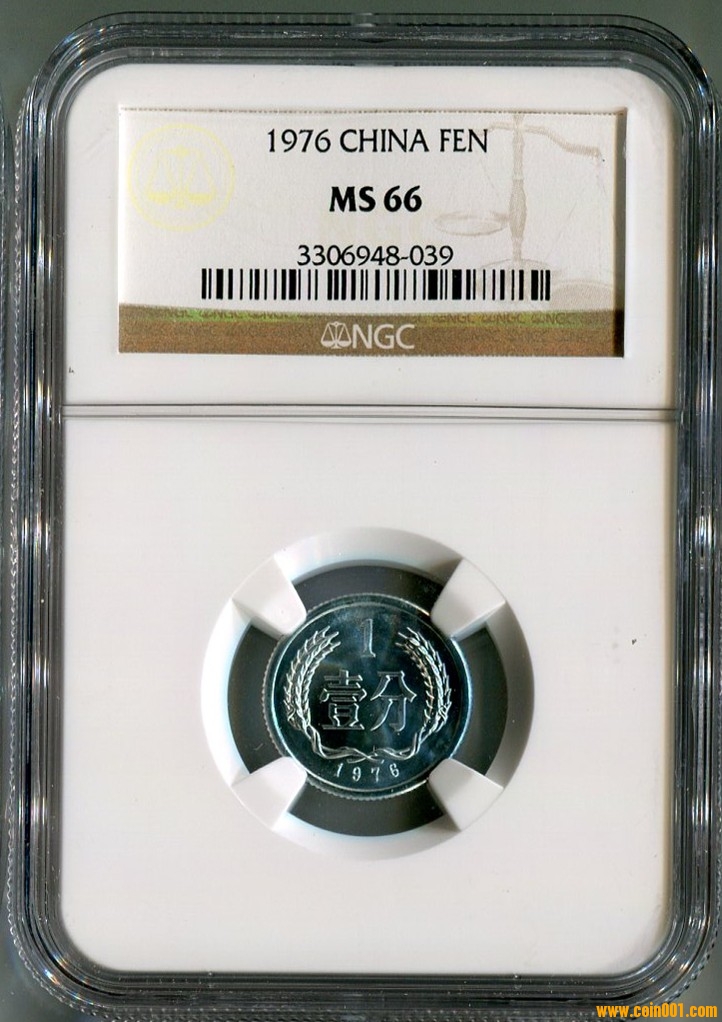 1976 CHINA FEN
MS 66
3306948-039
NGC
1
壹分
1976
www.coin001.com